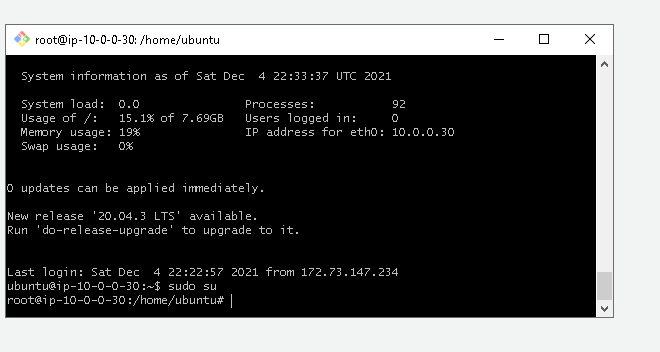 root@ip-10-0-0-30: /home/ubuntu
System information as of Sat Dec  4 22:33:37 UTC 2021
System load:  0.0                Processes:           92
Usage of /:   15.1% of 7.69GB   Users logged in:     0
Memory usage: 19%               IP address for eth0: 10.0.0.30
Swap usage:   0%
0 updates can be applied immediately.
New release '20.04.3 LTS' available.
Run 'do-release-upgrade' to upgrade to it.
Last login: Sat Dec  4 22:22:57 2021 from 172.73.147.234
ubuntu@ip-10-0-0-30:~$ sudo su
root@ip-10-0-0-30:/home/ubuntu#